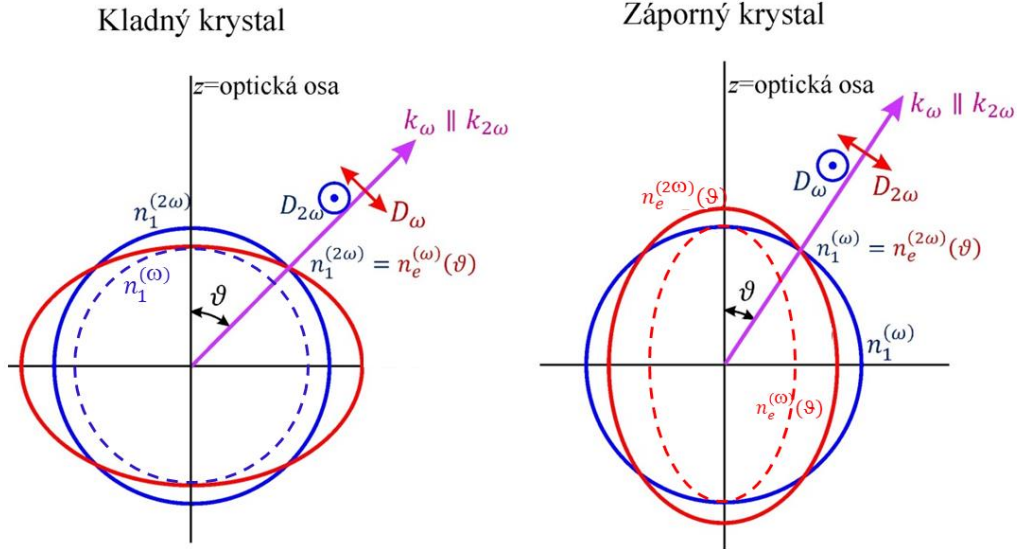 Kladný krystal
z=optická osa
k_ω ∥ k_2ω
n_1^(2ω)
D_2ω
D_ω
n_1^(ω)
n_1^(2ω) = n_e^(ω)(ϑ)
ϑ
Záporný krystal
z=optická osa
k_ω ∥ k_2ω
n_e^(2ω)(ϑ)
D_ω
D_2ω
n_1^(ω) = n_e^(2ω)(ϑ)
ϑ
n_1^(ω)
n_e^(ω)(ϑ)